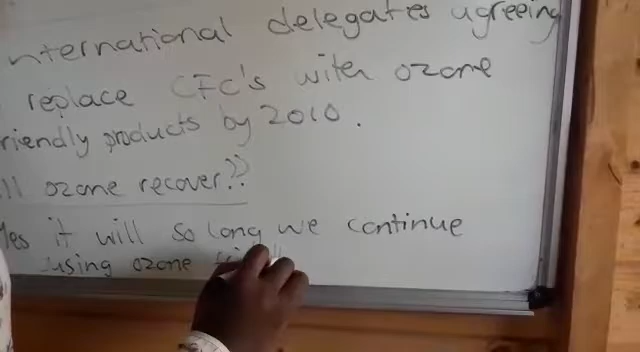 nternational delegates agreeing
replace CFC's with ozone
riendly products by 2010.
ll ozone recover??
Yes it will so long we continue
using ozone